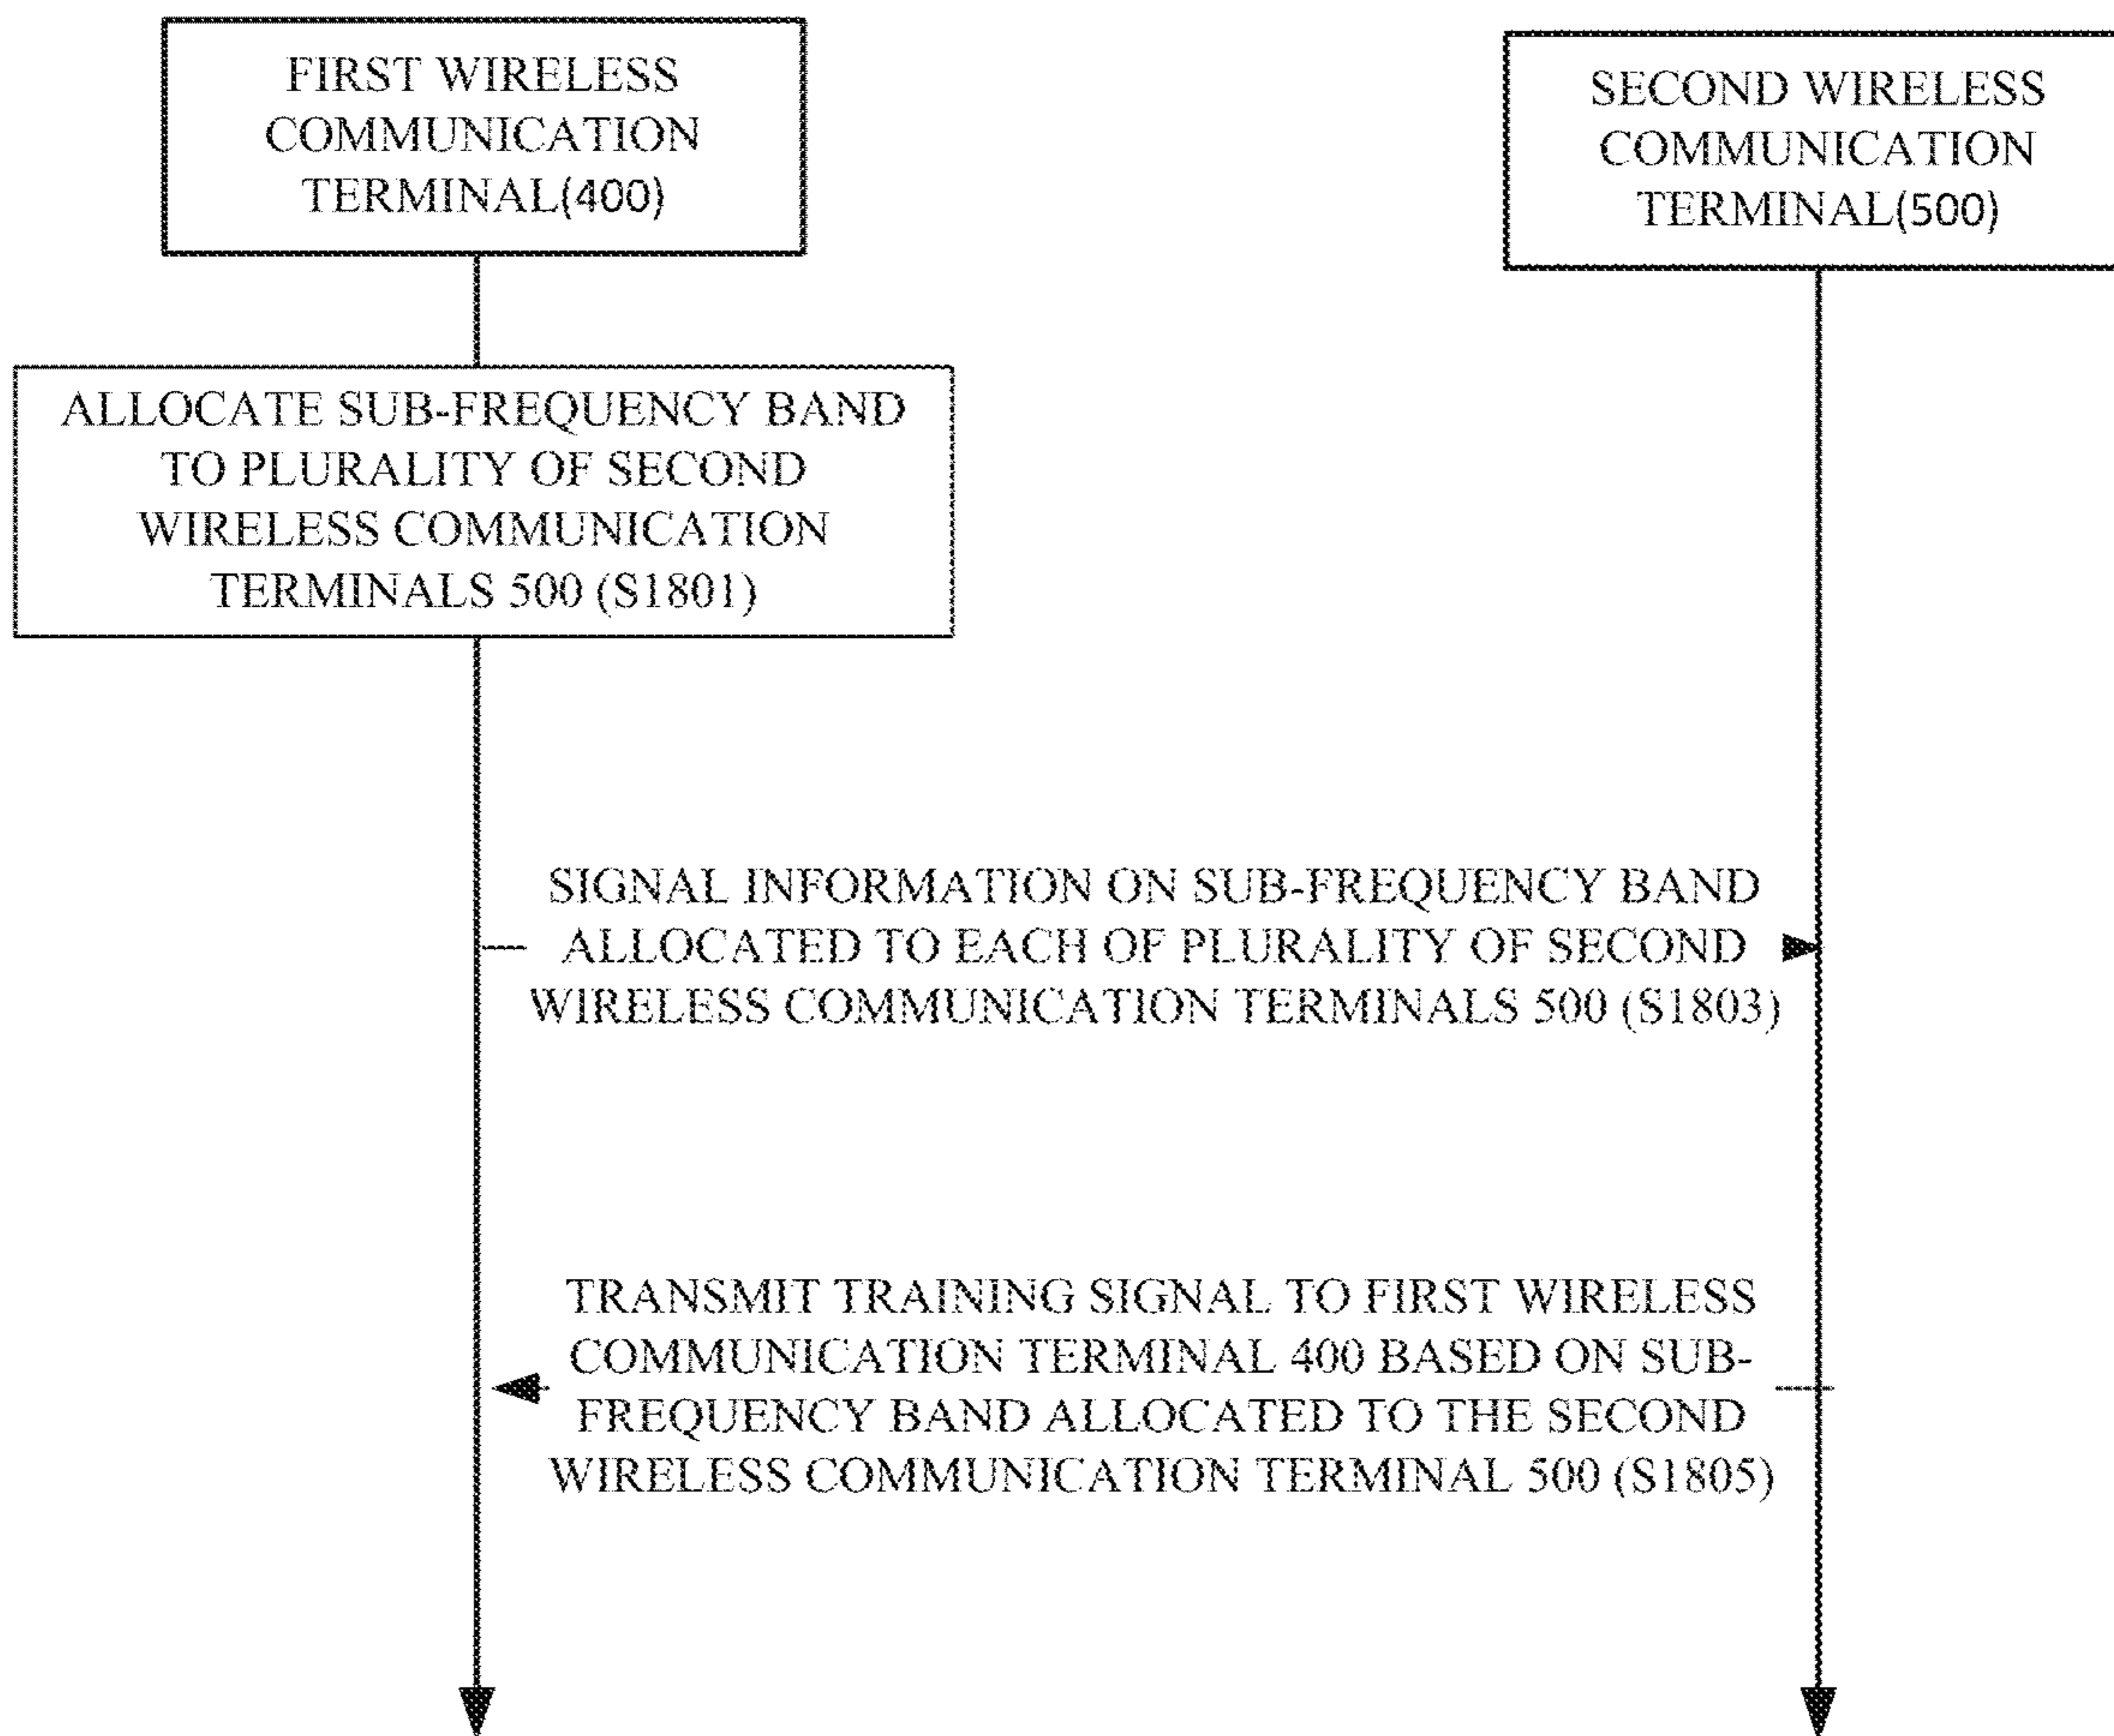 FIRST WIRELESS
COMMUNICATION
TERMINAL(400)
SECOND WIRELESS
COMMUNICATION
TERMINAL(500)
ALLOCATE SUB-FREQUENCY BAND
TO PLURALITY OF SECOND
WIRELESS COMMUNICATION
TERMINALS 500 (S1801)
SIGNAL INFORMATION ON SUB-FREQUENCY BAND
ALLOCATED TO EACH OF PLURALITY OF SECOND
WIRELESS COMMUNICATION TERMINALS 500 (S1803)
TRANSMIT TRAINING SIGNAL TO FIRST WIRELESS
COMMUNICATION TERMINAL 400 BASED ON SUB-
FREQUENCY BAND ALLOCATED TO THE SECOND
WIRELESS COMMUNICATION TERMINAL 500 (S1805)